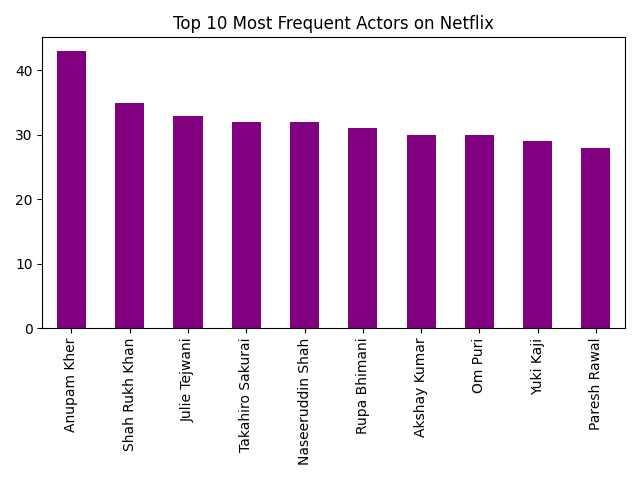 Top 10 Most Frequent Actors on Netflix
40
30
20
10
0
Anupam Kher
Shah Rukh Khan
Julie Tejwani
Takahiro Sakurai
Naseeruddin Shah
Rupa Bhimani
Akshay Kumar
Om Puri
Yuki Kaji
Paresh Rawal